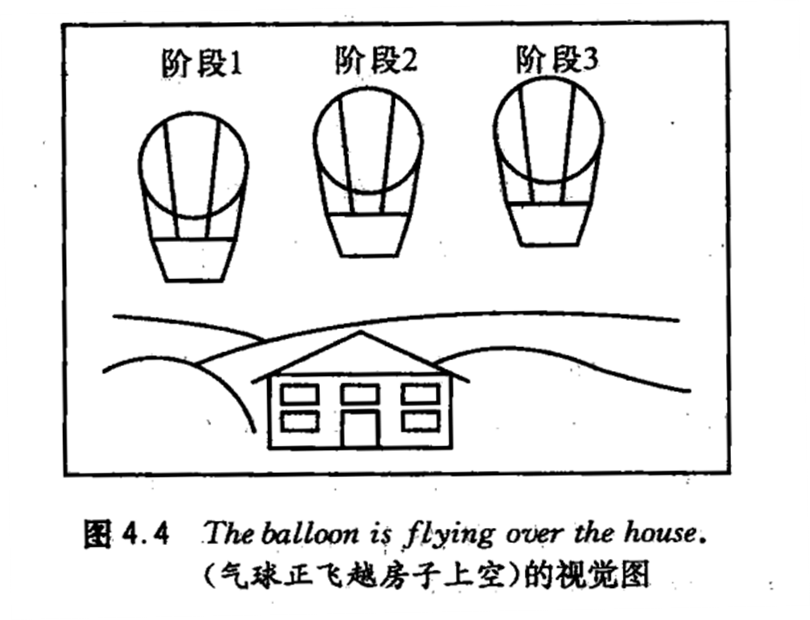 阶段1 阶段2 阶段3
图 4.4 The balloon is flying over the house.
(气球正飞越房子上空)的视觉图